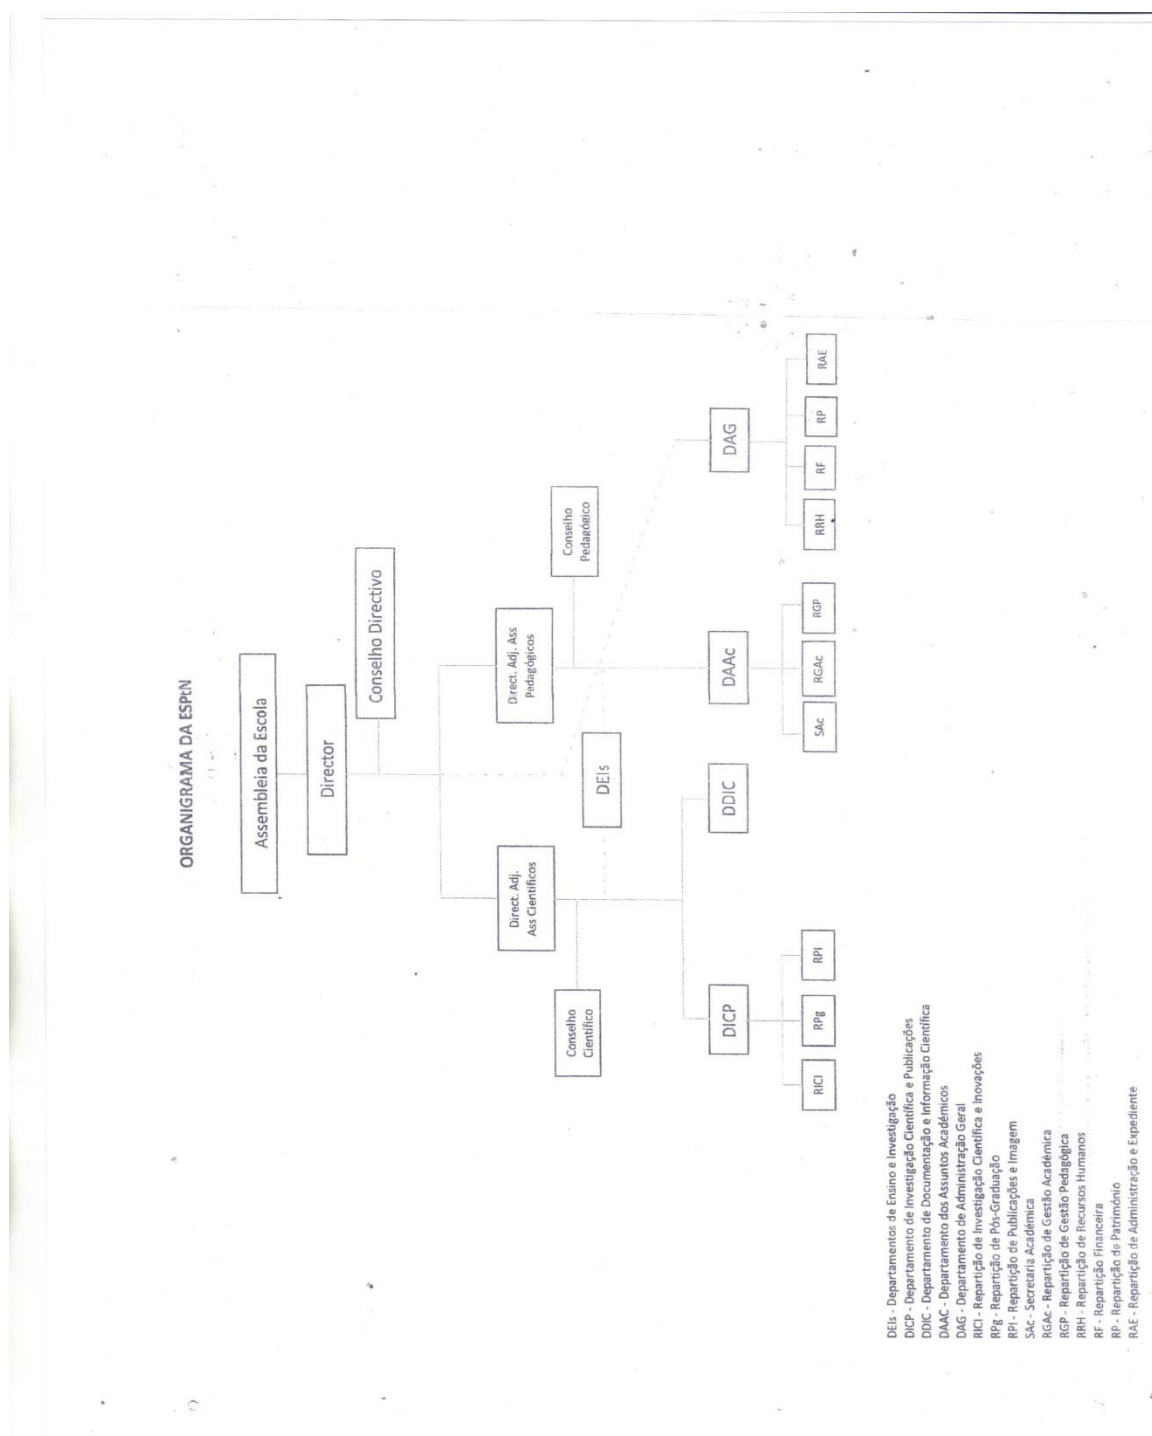 ORGANIGRAMA DA ESPtN
Assembleia da Escola
Director
Conselho Directivo
Direct. Adj.
Ass Científicos
Direct. Adj. Ass
Pedagógicos
Conselho
Científico
Conselho
Pedagógico
DEIs
DICP
DDIC
DAAc
DAG
RICI
RPg
RPI
SAc
RGAc
RGP
RRH
RF
RP
RAE
DEIs - Departamentos de Ensino e Investigação
DICP - Departamento de Investigação Científica e Publicações
DDIC - Departamento de Documentação e Informação Científica
DAAC - Departamento dos Assuntos Académicos
DAG - Departamento de Administração Geral
RICI - Repartição de Investigação Científica e Inovações
RPg - Repartição de Pós-Graduação
RPI - Repartição de Publicações e Imagem
SAc - Secretaria Académica
RGAc - Repartição de Gestão Académica
RGP - Repartição de Gestão Pedagógica
RRH - Repartição de Recursos Humanos
RF - Repartição Financeira
RP - Repartição de Património
RAE - Repartição de Administração e Expediente